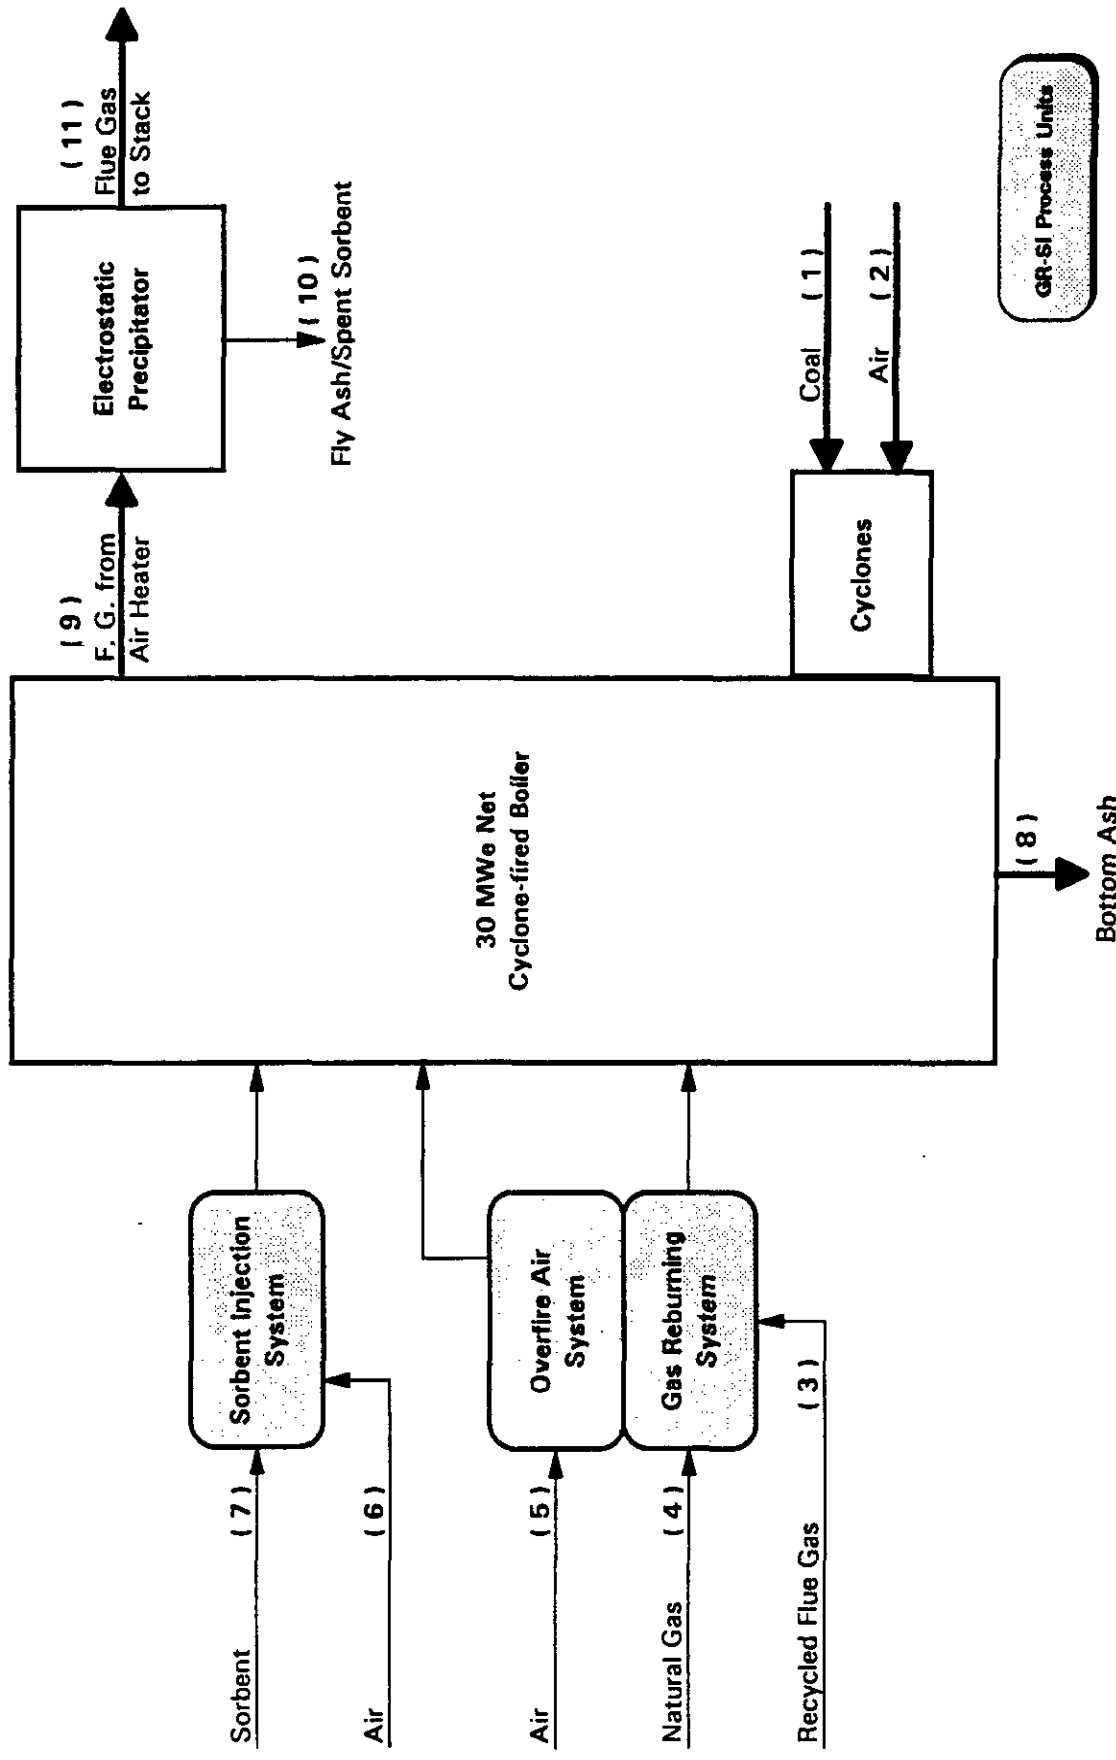 Sorbent
( 7 )
Air
( 6 )
Sorbent Injection
System
Air
( 5 )
Overfire Air
System
Natural Gas
( 4 )
Gas Reburning
System
Recycled Flue Gas
( 3 )
30 MWe Net
Cyclone-fired Boiler
( 8 )
Bottom Ash
( 9 )
F. G. from
Air Heater
Electrostatic
Precipitator
( 11 )
Flue Gas
to Stack
( 10 )
Fly Ash/Spent Sorbent
Cyclones
Coal
( 1 )
Air
( 2 )
GR-SI Process Units